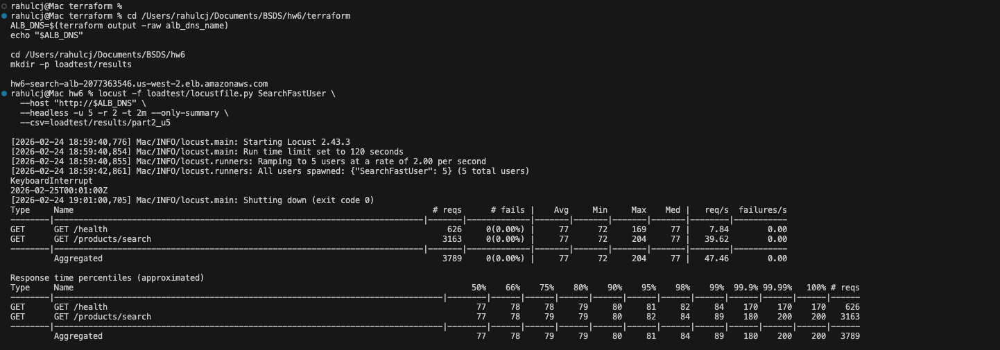 rahulcj@Mac terraform %
rahulcj@Mac terraform % cd /Users/rahulcj/Documents/BSDS/hw6/terraform
ALB_DNS=$(terraform output -raw alb_dns_name)
echo "$ALB_DNS"

cd /Users/rahulcj/Documents/BSDS/hw6
mkdir -p loadtest/results

hw6-search-alb-2077363546.us-west-2.elb.amazonaws.com
rahulcj@Mac hw6 % locust -f loadtest/locustfile.py SearchFastUser \
  --host "http://$ALB_DNS" \
  --headless -u 5 -r 2 -t 2m --only-summary \
  --csv=loadtest/results/part2_u5

[2026-02-24 18:59:40,776] Mac/INFO/locust.main: Starting Locust 2.43.3
[2026-02-24 18:59:40,854] Mac/INFO/locust.main: Run time limit set to 120 seconds
[2026-02-24 18:59:40,855] Mac/INFO/locust.runners: Ramping to 5 users at a rate of 2.00 per second
[2026-02-24 18:59:42,861] Mac/INFO/locust.runners: All users spawned: {"SearchFastUser": 5} (5 total users)
KeyboardInterrupt
2026-02-25T00:01:00Z
[2026-02-24 19:01:00,705] Mac/INFO/locust.main: Shutting down (exit code 0)
Type     Name                    # reqs      # fails |    Avg     Min     Max    Med |   req/s  failures/s
--------|------------------------|-------|-------------|-------|-------|-------|-------|--------|-----------
GET      GET /health                626     0(0.00%) |     77      72     169     77 |    7.84        0.00
GET      GET /products/search      3163     0(0.00%) |     77      72     204     77 |   39.62        0.00
--------|------------------------|-------|-------------|-------|-------|-------|-------|--------|-----------
         Aggregated                3789     0(0.00%) |     77      72     204     77 |   47.46        0.00

Response time percentiles (approximated)
Type     Name                    50%    66%    75%    80%    90%    95%    98%    99%  99.9% 99.99%   100% # reqs
--------|------------------------|--------|------|------|------|------|------|------|------|------|------|------|------
GET      GET /health              77     78     78     79     80     81     82     84    170    170    170    626
GET      GET /products/search     77     78     79     79     80     82     84     89    180    200    200   3163
--------|------------------------|--------|------|------|------|------|------|------|------|------|------|------|------
         Aggregated               77     78     79     79     80     81     84     89    180    200    200   3789